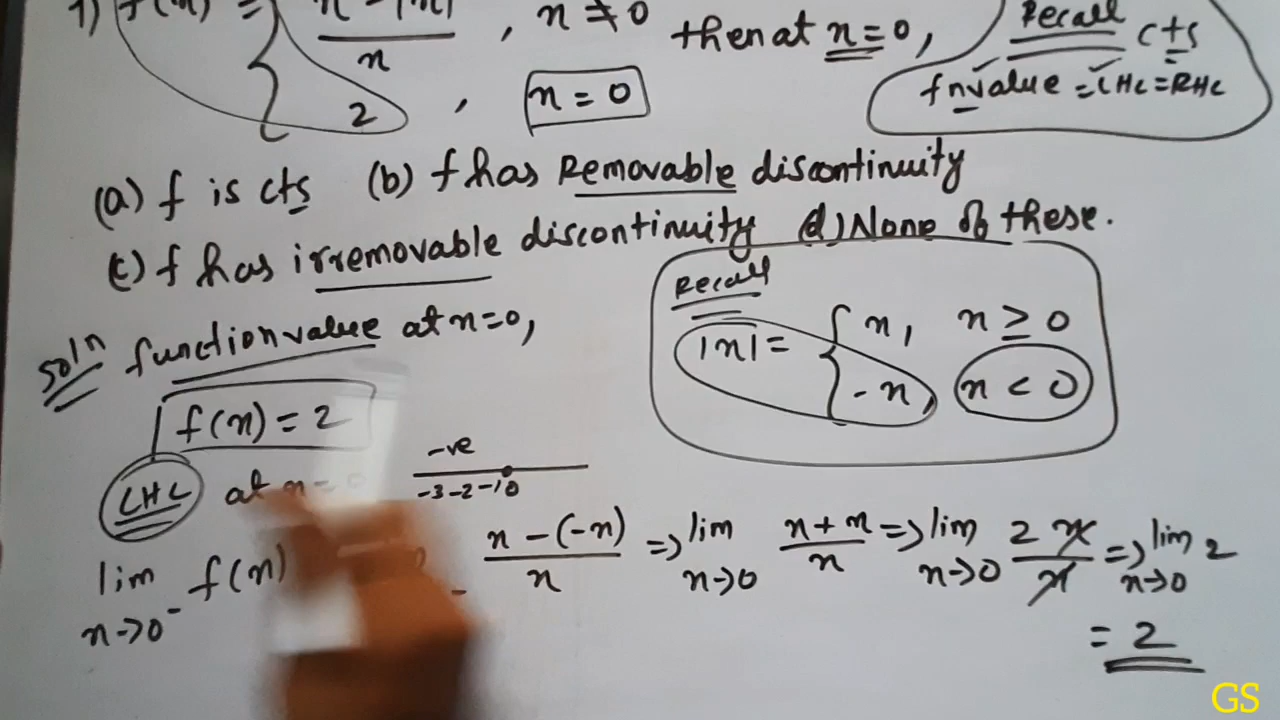 1) f(x) = { x - |x| / x , x ≠ 0 then at x = 0,
2 , x = 0
Recall cts
fn value = LHL = RHL
(a) f is cts (b) f has Removable discontinuity
(c) f has irremovable discontinuity (d) None of these.
Soln function value at x=0,
f(x) = 2
Recall
|x| = { x, x ≥ 0
-x, x < 0
LHL at x =
-ve
-3 -2 -1 0
lim x→0⁻ f(x) x - (-x) / x => lim x→0 x + x / x => lim x→0 2x / x => lim x→0 2
= 2
GS